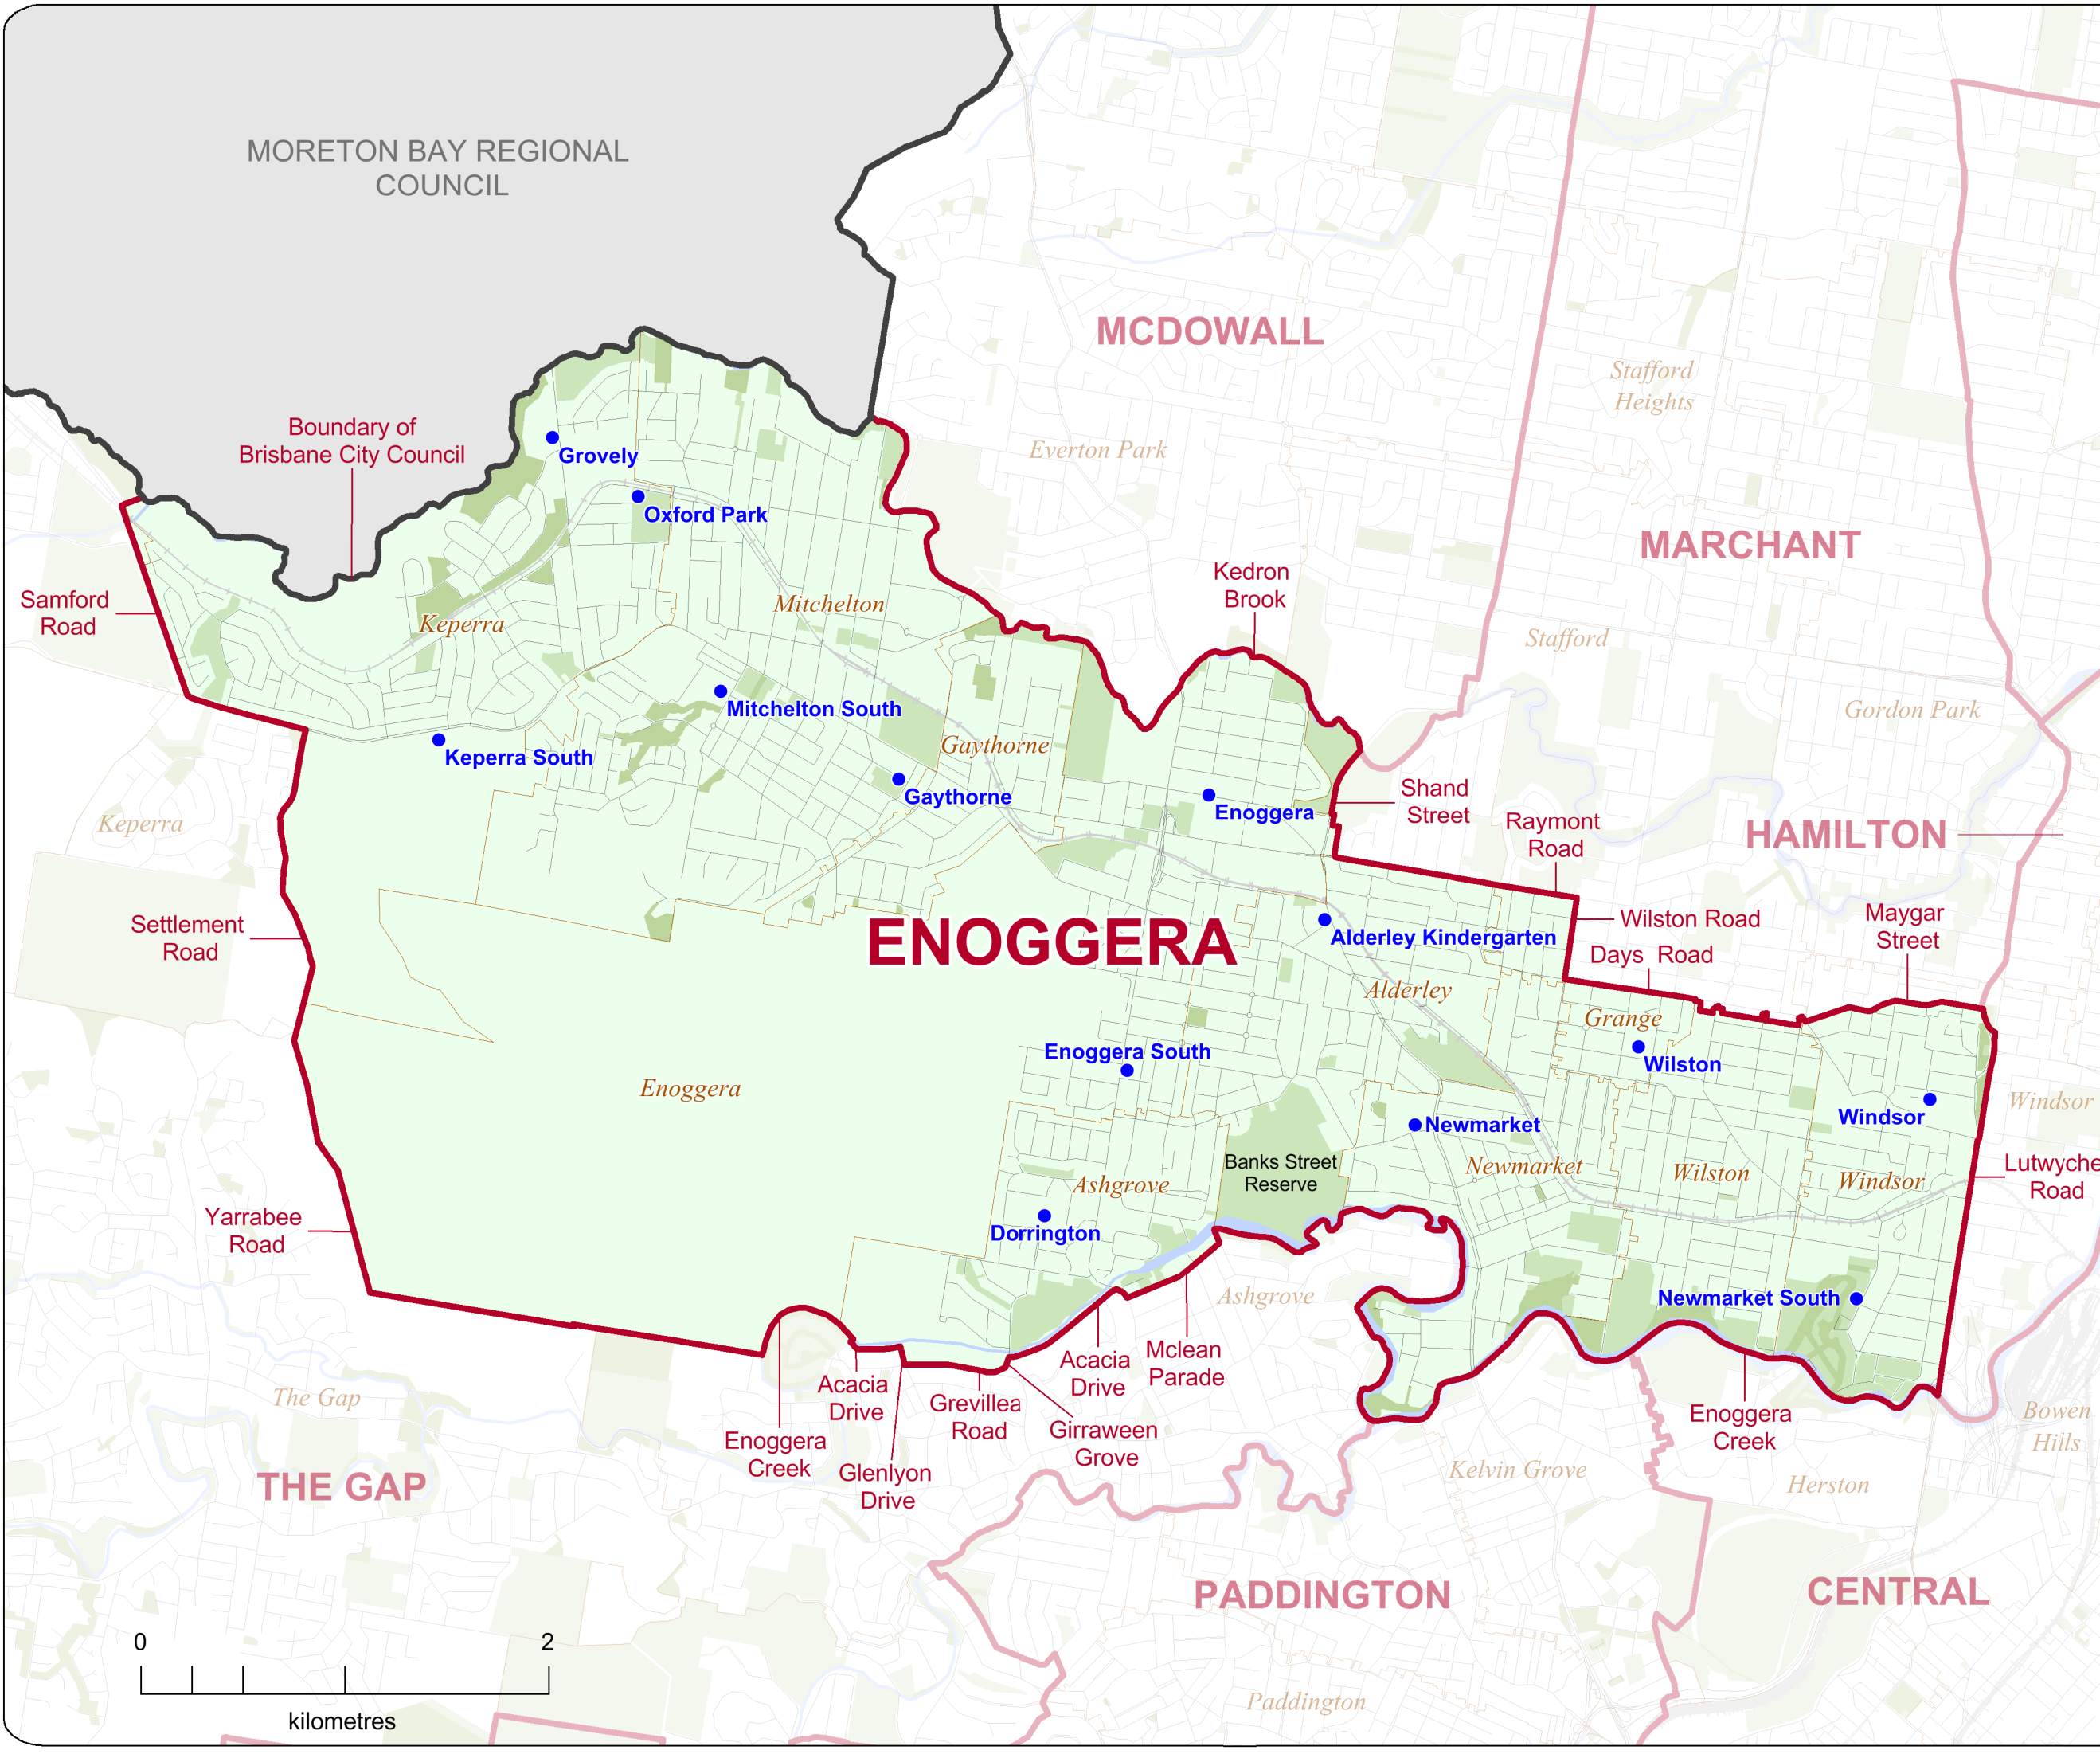 MORETON BAY REGIONAL
COUNCIL
MCDOWALL
Stafford
Heights
Boundary of
Brisbane City Council
Grovely
Everton Park
Oxford Park
MARCHANT
Kedron
Brook
Samford
Road
Mitchelton
Keperra
Stafford
Mitchelton South
Gordon Park
Gaythorne
Keperra South
Gaythorne
Enoggera
Shand
Street
Raymont
Road
Keperra
HAMILTON
Settlement
Road
ENOGGERA
Alderley Kindergarten
Wilston Road
Maygar
Street
Days Road
Alderley
Grange
Enoggera South
Wilston
Enoggera
Windsor
Windsor
Newmarket
Banks Street
Reserve
Newmarket
Wilston
Windsor
Lutwyche
Road
Ashgrove
Yarrabee
Road
Dorrington
Ashgrove
Newmarket South
Acacia
Drive
Mclean
Parade
Acacia
Drive
Grevillea
Road
The Gap
Enoggera
Creek
Girraween
Grove
Enoggera
Creek
Bowen
Hills
Glenlyon
Drive
Kelvin Grove
Herston
THE GAP
PADDINGTON
CENTRAL
0 2
kilometres
Paddington